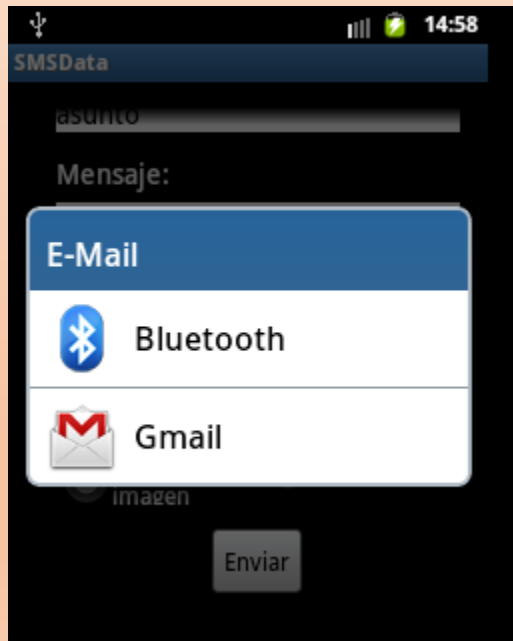 14:58
SMSData
asunto
Mensaje:
E-Mail
Bluetooth
Gmail
imagen
Enviar